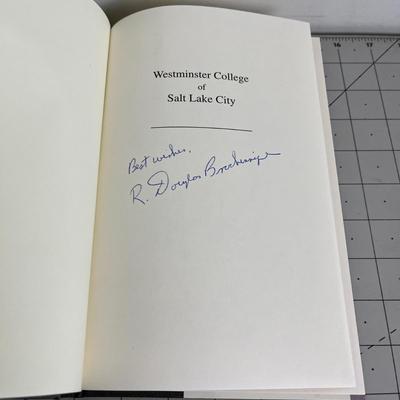 Westminster College
of
Salt Lake City
Best wishes,
R. Douglas Brackenridge
16
17